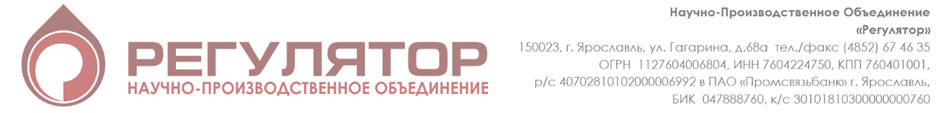 РЕГУЛЯТОР
НАУЧНО-ПРОИЗВОДСТВЕННОЕ ОБЪЕДИНЕНИЕ
Научно-Производственное Объединение
«Регулятор»
150023, г. Ярославль, ул. Гагарина, д.68а тел./факс (4852) 67 46 35
ОГРН 1127604006804, ИНН 7604224750, КПП 760401001,
р/с 40702810102000006992 в ПАО «Промсвязьбанк» г. Ярославль,
БИК 047888760, к/с 30101810300000000760